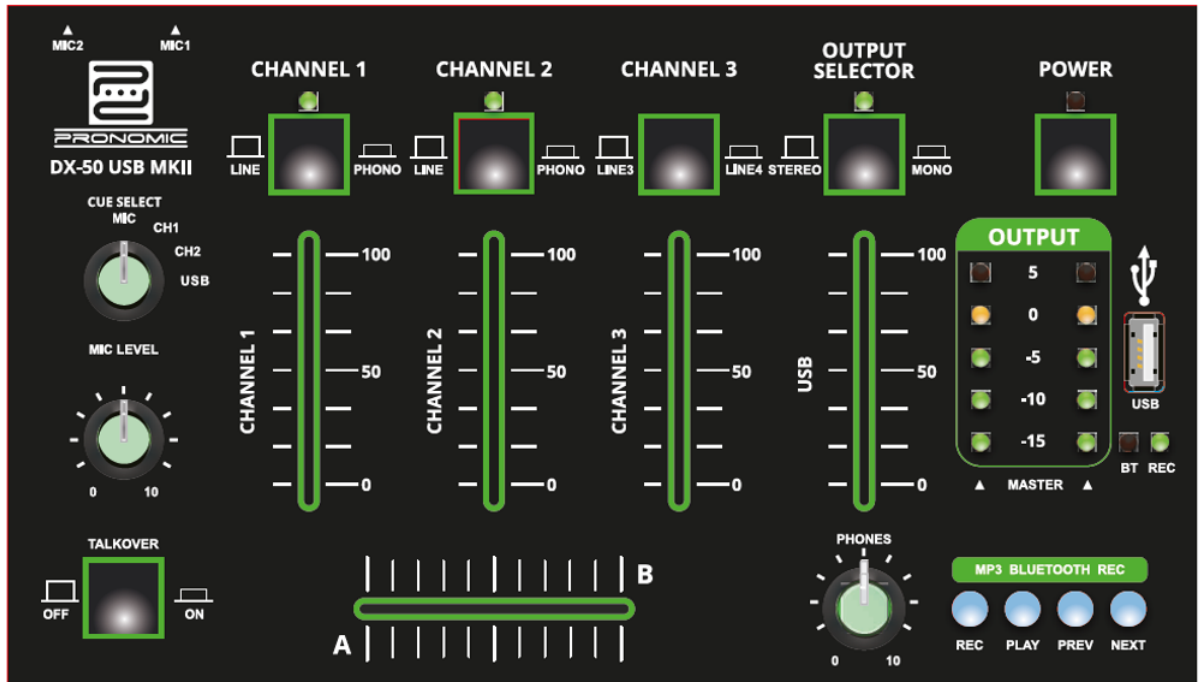 MIC2 MIC1
PRONOMIC
DX-50 USB MKII
CHANNEL 1
LINE PHONO
CHANNEL 2
LINE PHONO
CHANNEL 3
LINE3 LINE4
OUTPUT
SELECTOR
STEREO MONO
POWER
CUE SELECT
MIC
CH1
CH2
USB
MIC LEVEL
0 10
TALKOVER
OFF ON
CHANNEL 1
100
50
0
CHANNEL 2
100
50
0
CHANNEL 3
100
50
0
USB
100
50
0
OUTPUT
5
0
-5
-10
-15
MASTER
USB
BT REC
B
A
PHONES
0 10
MP3 BLUETOOTH REC
REC PLAY PREV NEXT